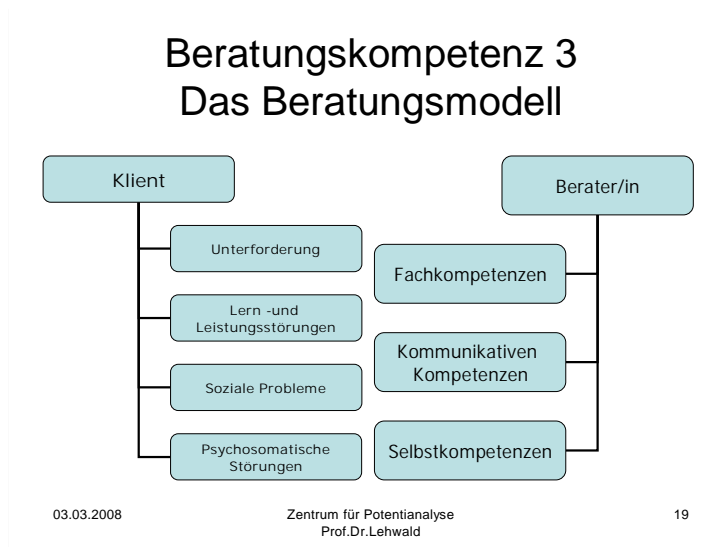 Beratungskompetenz 3
Das Beratungsmodell
Klient
Unterforderung
Lern -und
Leistungsstörungen
Soziale Probleme
Psychosomatische
Störungen
Berater/in
Fachkompetenzen
Kommunikativen
Kompetenzen
Selbstkompetenzen
03.03.2008
Zentrum für Potentianalyse
Prof.Dr.Lehwald
19